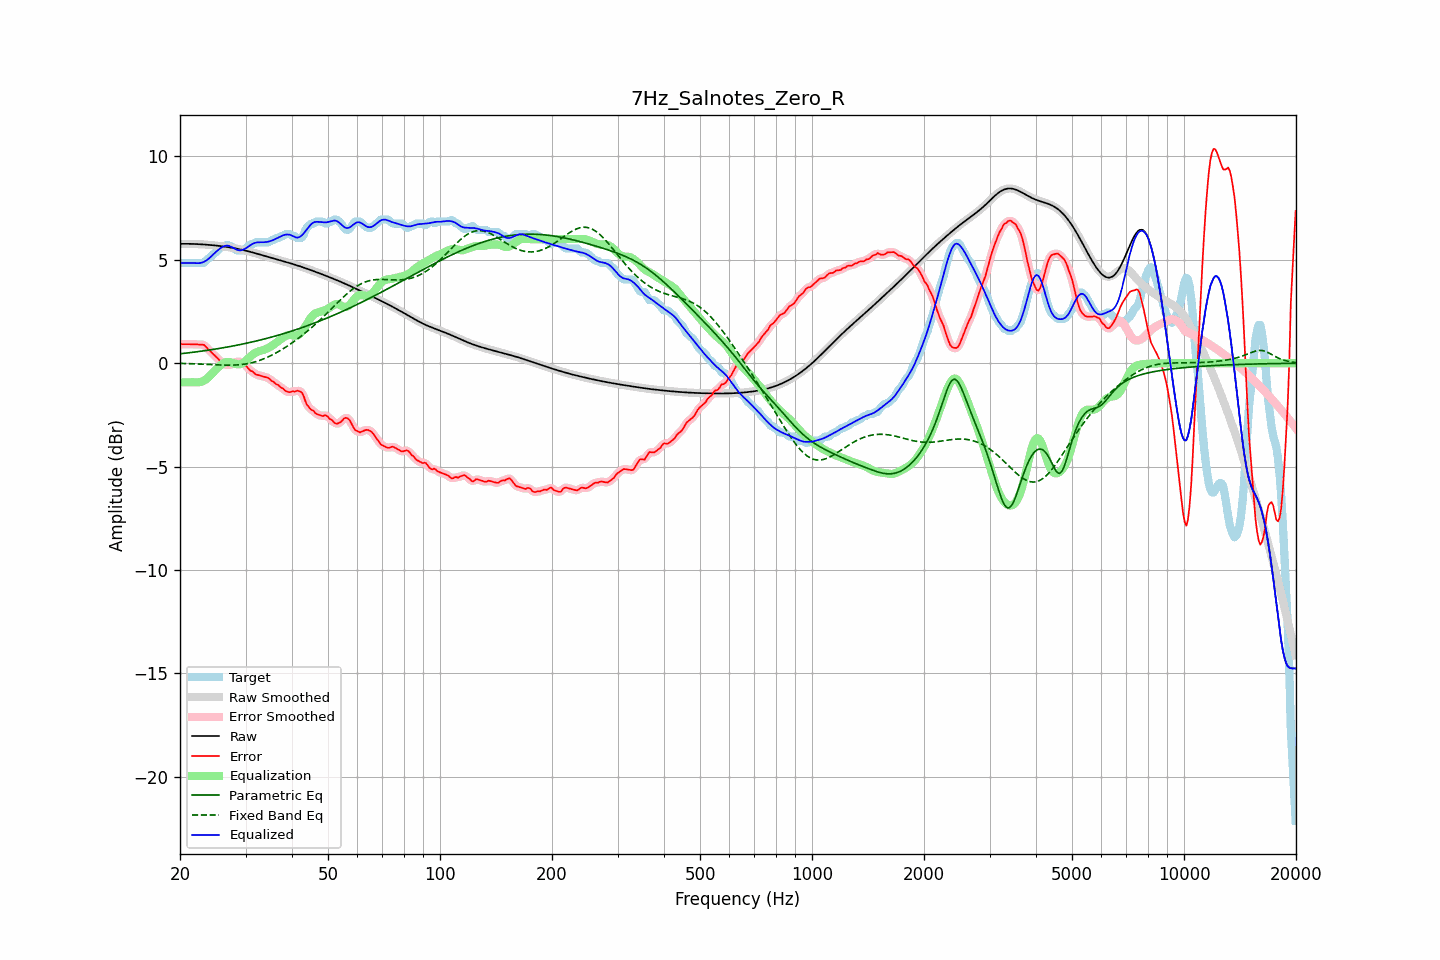 7Hz_Salnotes_Zero_R
Amplitude (dBr)
10
5
0
−5
−10
−15
−20
Target
Raw Smoothed
Error Smoothed
Raw
Error
Equalization
Parametric Eq
Fixed Band Eq
Equalized
20 50 100 200 500 1000 2000 5000 10000 20000
Frequency (Hz)